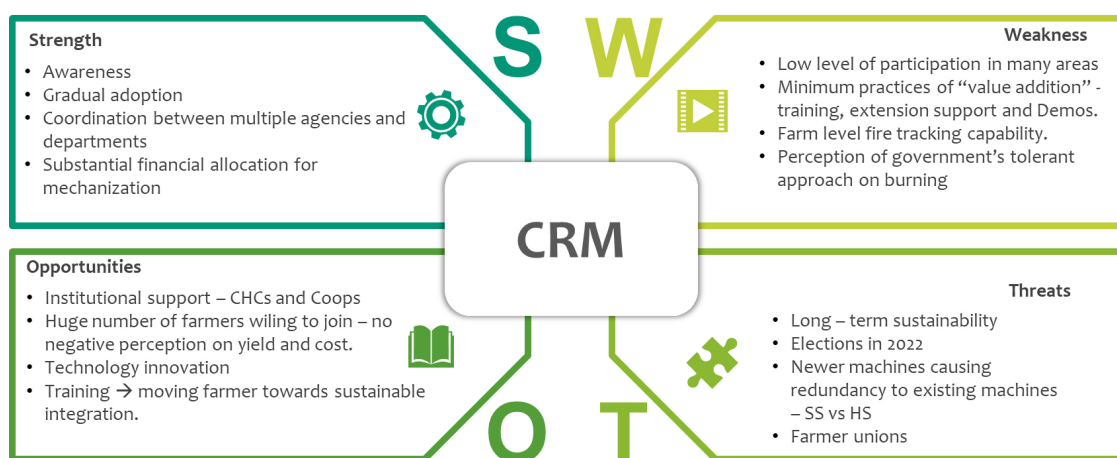 S
Strength
• Awareness
• Gradual adoption
• Coordination between multiple agencies and
departments
• Substantial financial allocation for
mechanization
W
Weakness
• Low level of participation in many areas
• Minimum practices of “value addition” -
training, extension support and Demos.
• Farm level fire tracking capability.
• Perception of government’s tolerant
approach on burning
CRM
Opportunities
• Institutional support – CHCs and Coops
• Huge number of farmers wiling to join – no
negative perception on yield and cost.
• Technology innovation
• Training → moving farmer towards sustainable
integration.
O
Threats
• Long – term sustainability
• Elections in 2022
• Newer machines causing
redundancy to existing machines
– SS vs HS
• Farmer unions
T